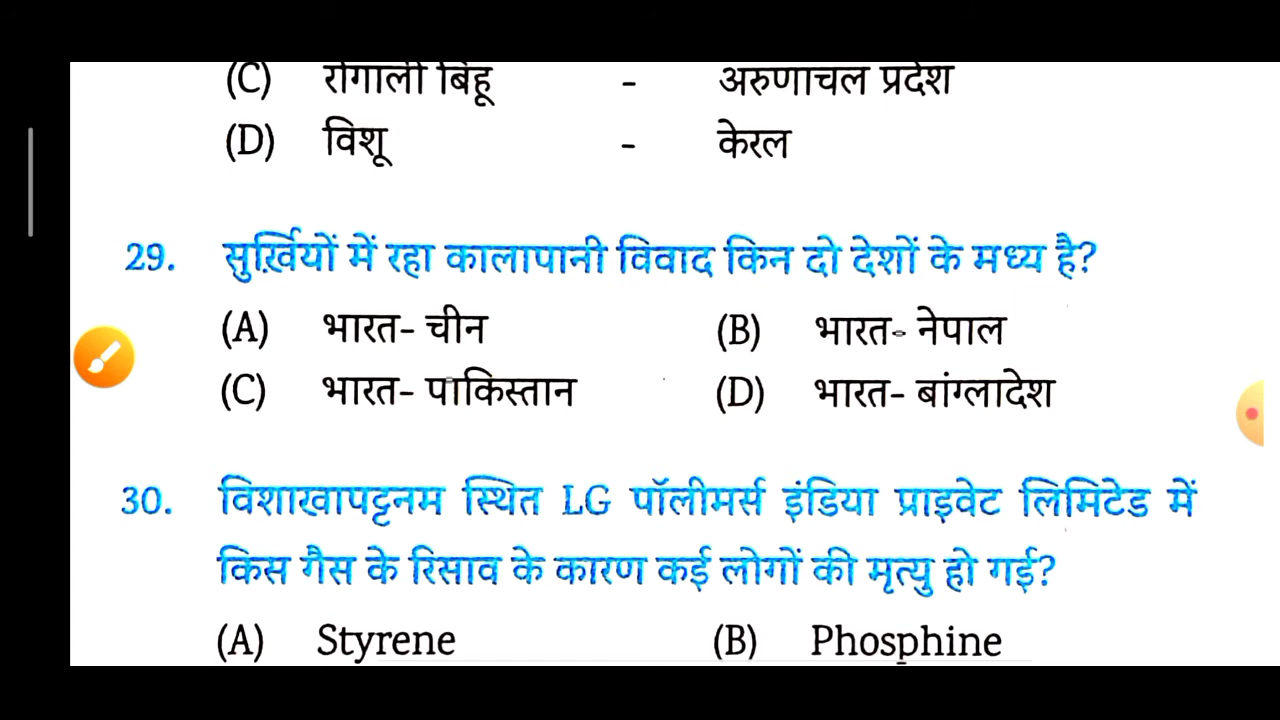 (C) रोंगाली बिहू - अरुणाचल प्रदेश
(D) विशू - केरल
29. सुर्ख़ियों में रहा कालापानी विवाद किन दो देशों के मध्य है?
(A) भारत- चीन (B) भारत- नेपाल
(C) भारत- पाकिस्तान (D) भारत- बांग्लादेश
30. विशाखापट्टनम स्थित LG पॉलीमर्स इंडिया प्राइवेट लिमिटेड में
किस गैस के रिसाव के कारण कई लोगों की मृत्यु हो गई?
(A) Styrene (B) Phosphine